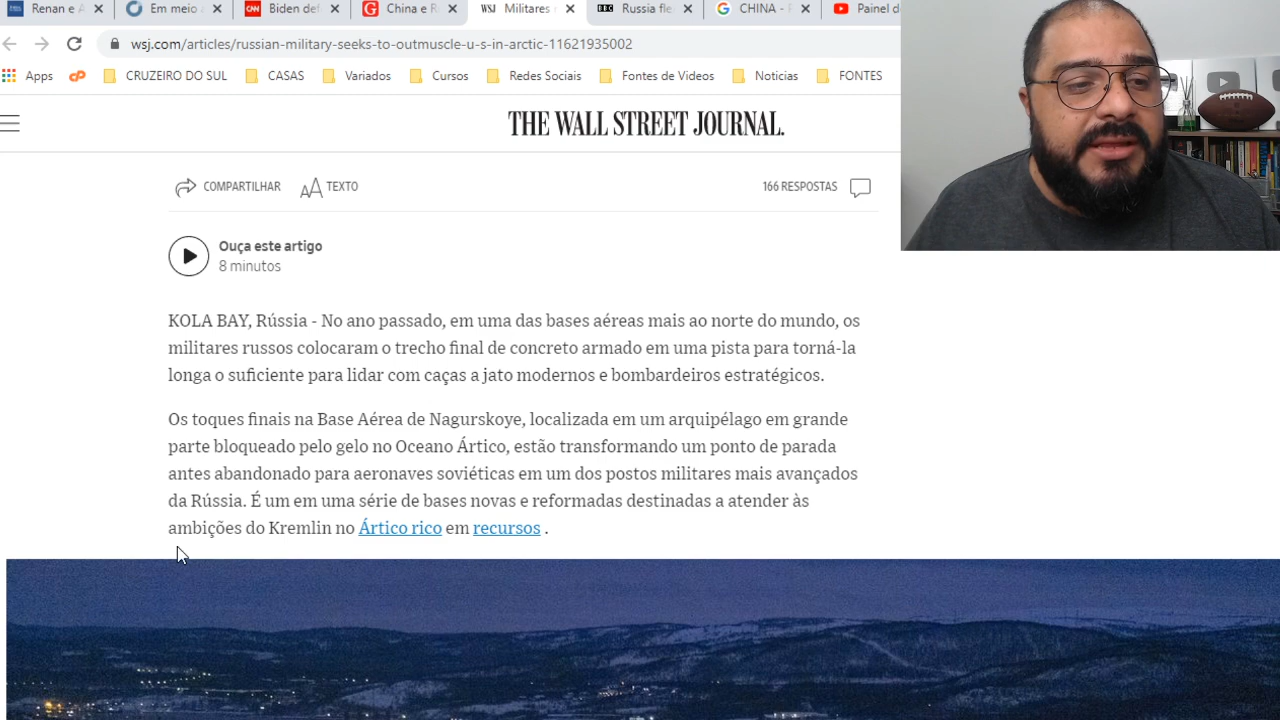 Renan e A
Em meio
CNN
Biden def
G
China e R
WSJ
Militares
BBC
Russia fle
CHINA -
Painel d
wsj.com/articles/russian-military-seeks-to-outmuscle-u-s-in-arctic-11621935002
Apps
CRUZEIRO DO SUL
CASAS
Variados
Cursos
Redes Sociais
Fontes de Videos
Noticias
FONTES
THE WALL STREET JOURNAL.
COMPARTILHAR
AA TEXTO
166 RESPOSTAS
Ouça este artigo
8 minutos
KOLA BAY, Rússia - No ano passado, em uma das bases aéreas mais ao norte do mundo, os
militares russos colocaram o trecho final de concreto armado em uma pista para torná-la
longa o suficiente para lidar com caças a jato modernos e bombardeiros estratégicos.
Os toques finais na Base Aérea de Nagurskoye, localizada em um arquipélago em grande
parte bloqueado pelo gelo no Oceano Ártico, estão transformando um ponto de parada
antes abandonado para aeronaves soviéticas em um dos postos militares mais avançados
da Rússia. É um em uma série de bases novas e reformadas destinadas a atender às
ambições do Kremlin no Ártico rico em recursos .